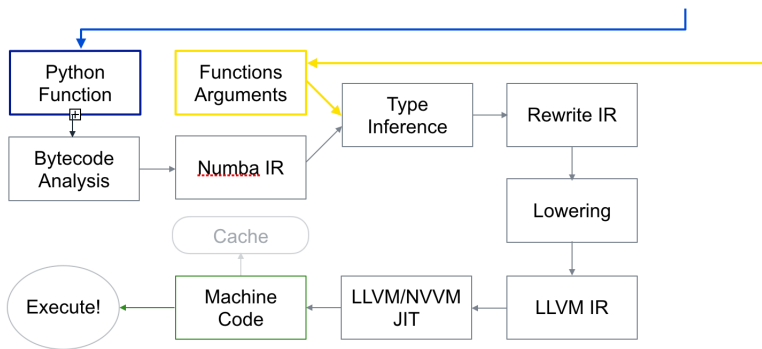 Python
Function
Functions
Arguments
Type
Inference
Rewrite IR
Bytecode
Analysis
Numba IR
Lowering
Cache
Execute!
Machine
Code
LLVM/NVVM
JIT
LLVM IR